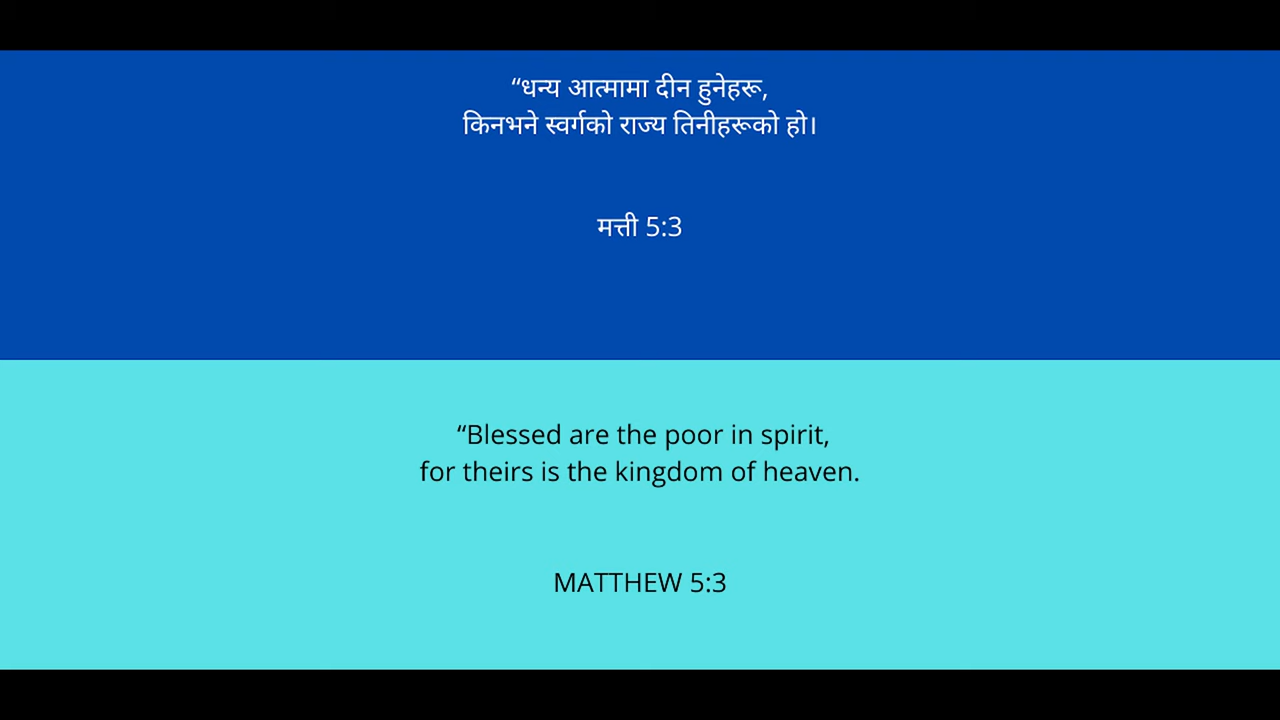 “धन्य आत्मामा दीन हुनेहरू,
किनभने स्वर्गको राज्य तिनीहरूको हो।
मत्ती 5:3
“Blessed are the poor in spirit,
for theirs is the kingdom of heaven.
MATTHEW 5:3